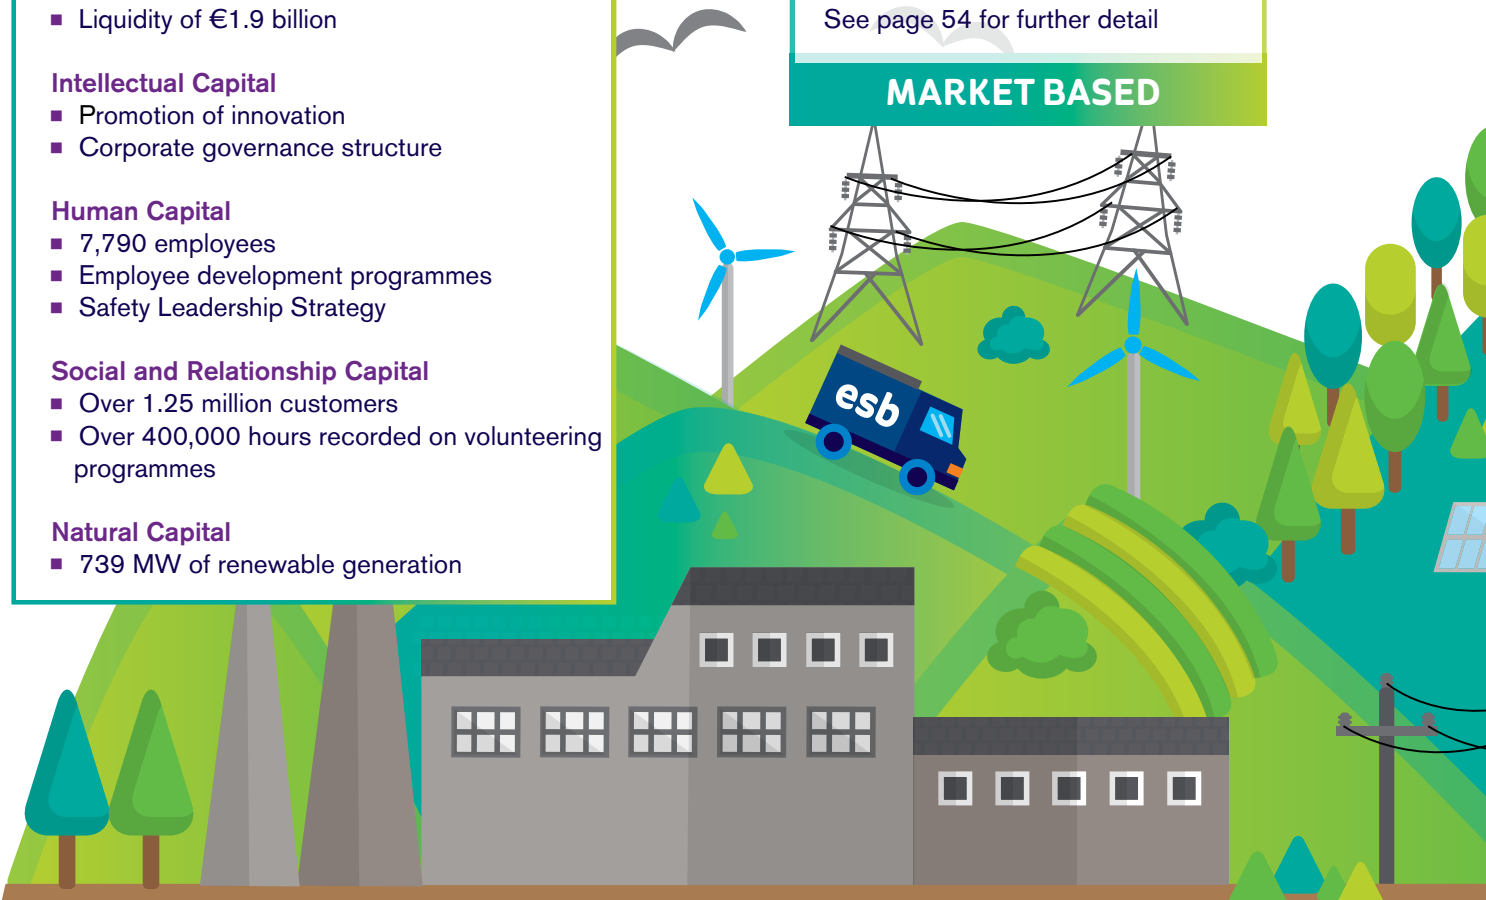 ▪ Liquidity of €1.9 billion
Intellectual Capital
▪ Promotion of innovation
▪ Corporate governance structure
Human Capital
▪ 7,790 employees
▪ Employee development programmes
▪ Safety Leadership Strategy
Social and Relationship Capital
▪ Over 1.25 million customers
▪ Over 400,000 hours recorded on volunteering
programmes
Natural Capital
▪ 739 MW of renewable generation
See page 54 for further detail
MARKET BASED
esb